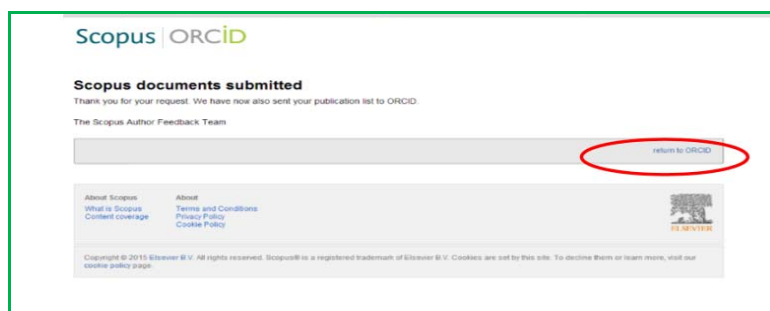 Scopus ORCID
Scopus documents submitted
Thank you for your request. We have now also sent your publication list to ORCID.
The Scopus Author Feedback Team
return to ORCID
About Scopus About
What is Scopus Terms and Conditions
Content coverage Privacy Policy
Cookie Policy
ELSEVIER
Copyright © 2015 Elsevier B.V. All rights reserved. Scopus® is a registered trademark of Elsevier B.V. Cookies are set by this site. To decline them or learn more, visit our
cookie policy page.